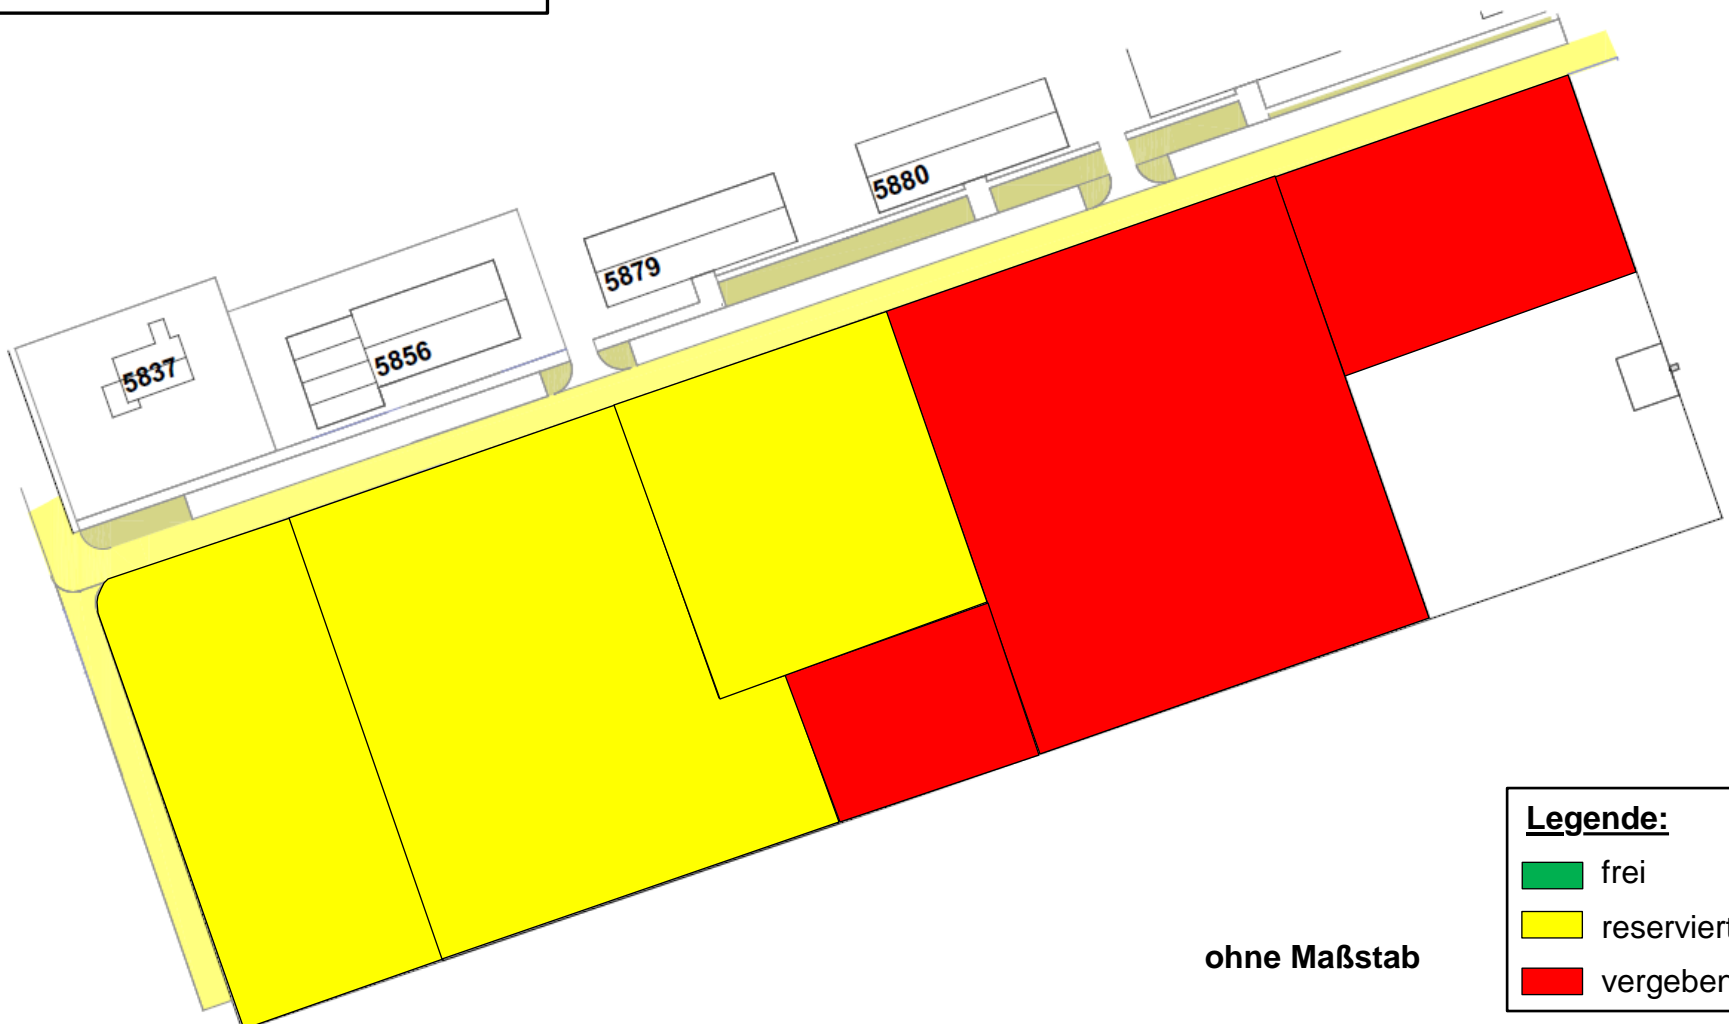 5880
5879
5856
5837
Legende:
frei
reserviert
vergeben
ohne Maßstab